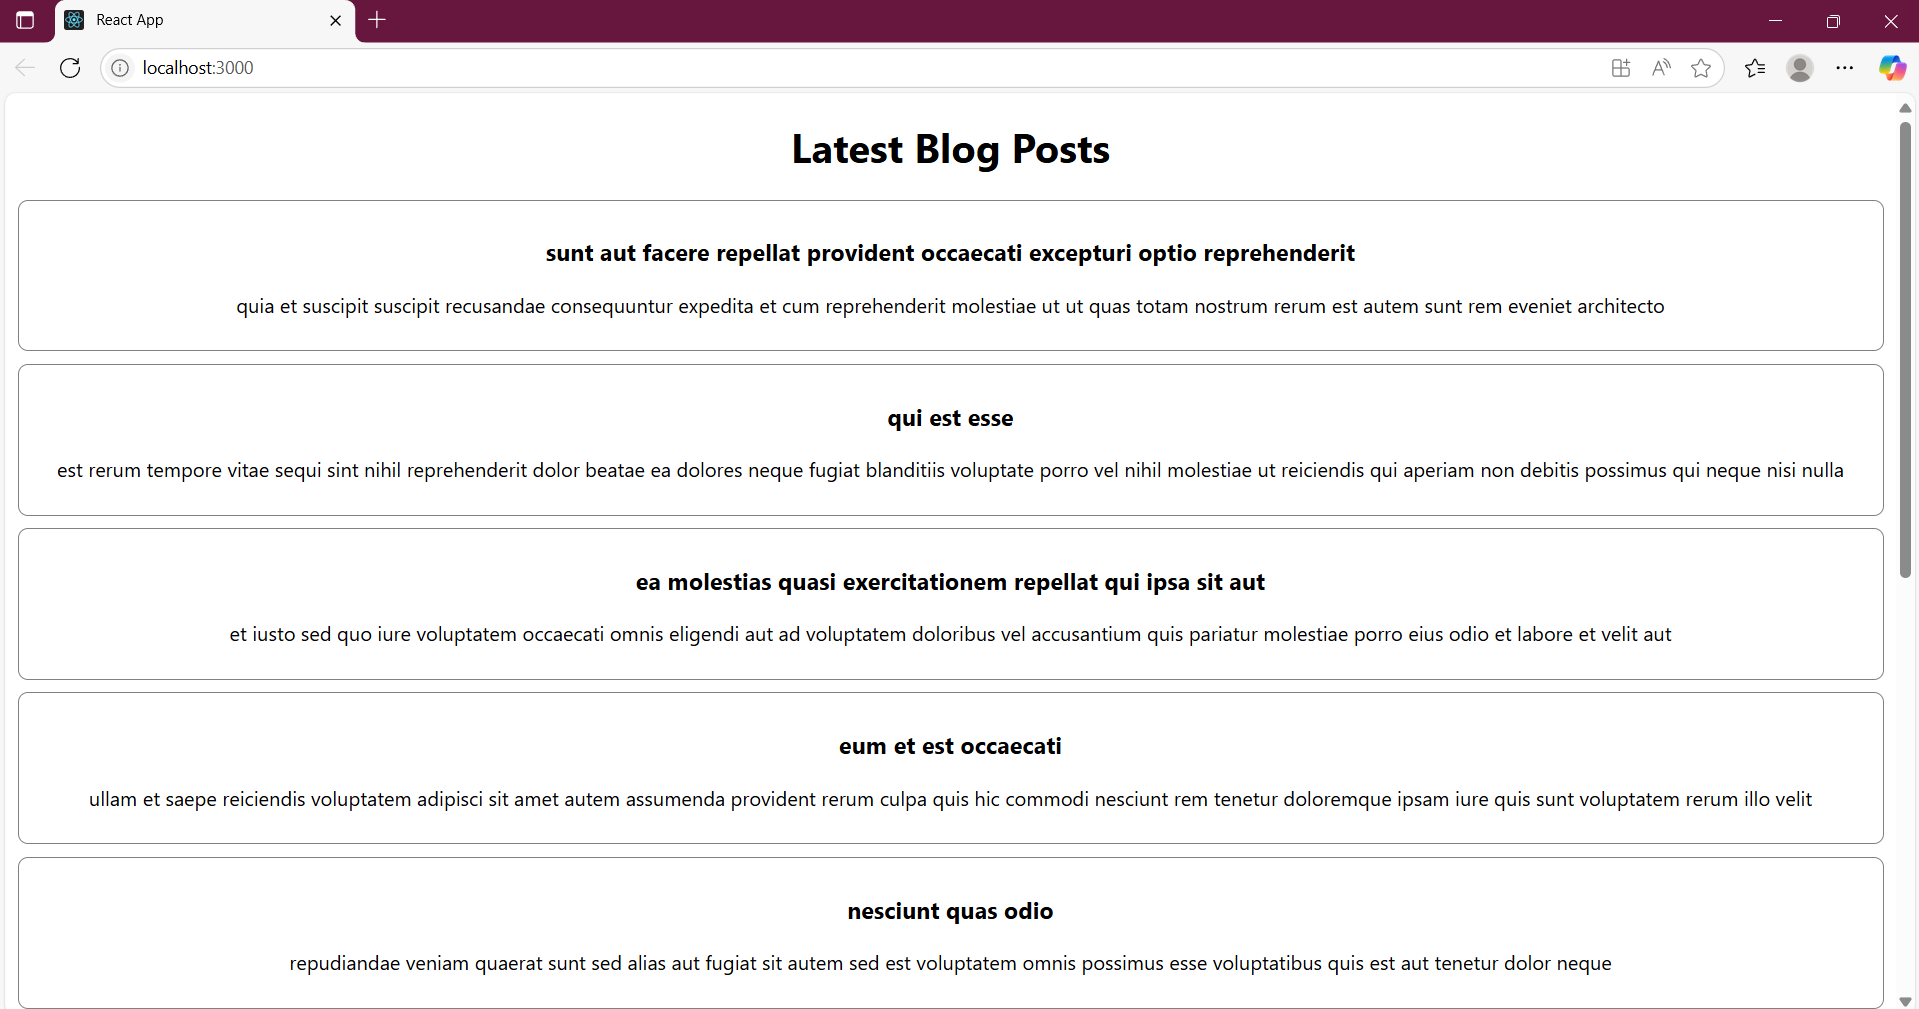 React App
localhost:3000
Latest Blog Posts
sunt aut facere repellat provident occaecati excepturi optio reprehenderit
quia et suscipit suscipit recusandae consequuntur expedita et cum reprehenderit molestiae ut ut quas totam nostrum rerum est autem sunt rem eveniet architecto
qui est esse
est rerum tempore vitae sequi sint nihil reprehenderit dolor beatae ea dolores neque fugiat blanditiis voluptate porro vel nihil molestiae ut reiciendis qui aperiam non debitis possimus qui neque nisi nulla
ea molestias quasi exercitationem repellat qui ipsa sit aut
et iusto sed quo iure voluptatem occaecati omnis eligendi aut ad voluptatem doloribus vel accusantium quis pariatur molestiae porro eius odio et labore et velit aut
eum et est occaecati
ullam et saepe reiciendis voluptatem adipisci sit amet autem assumenda provident rerum culpa quis hic commodi nesciunt rem tenetur doloremque ipsam iure quis sunt voluptatem rerum illo velit
nesciunt quas odio
repudiandae veniam quaerat sunt sed alias aut fugiat sit autem sed est voluptatem omnis possimus esse voluptatibus quis est aut tenetur dolor neque